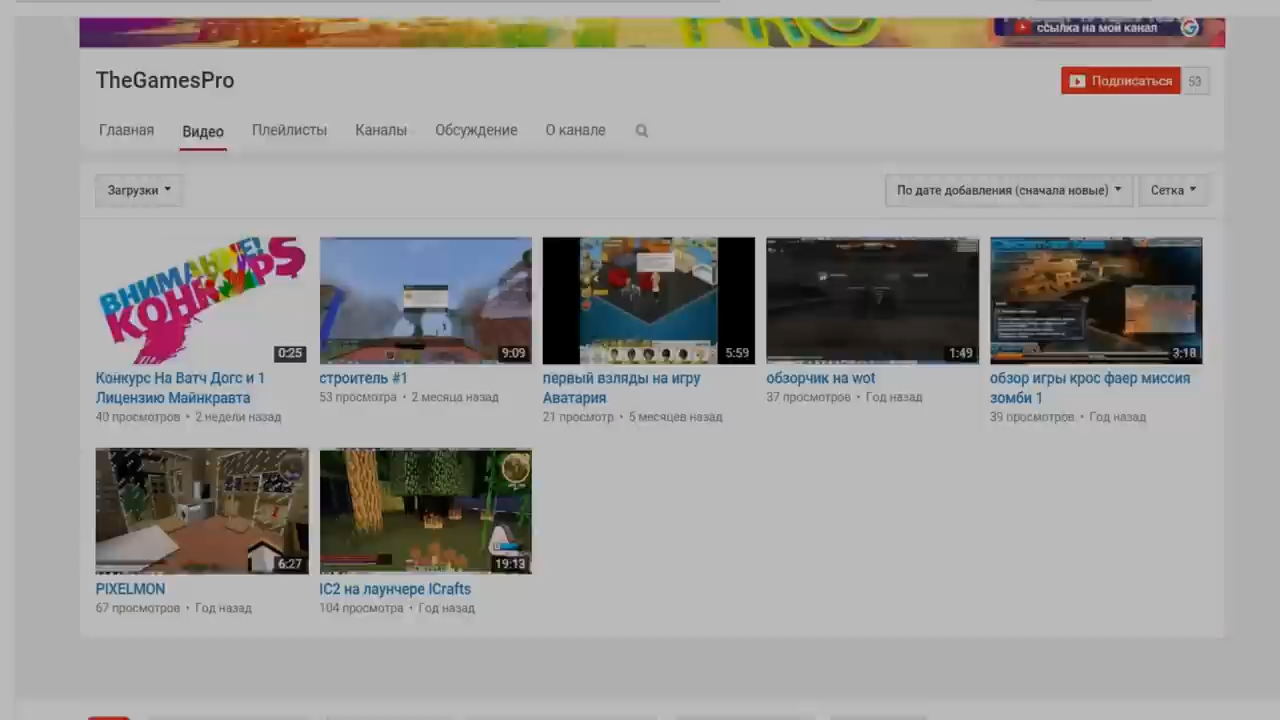 ссылка на мой канал
TheGamesPro
Подписаться 53
Главная Видео Плейлисты Каналы Обсуждение О канале
Загрузки
По дате добавления (сначала новые) Сетка
ВНИМАНИЕ!
КОНКУРС
0:25 9:09 5:59 1:49 3:18
Конкурс На Ватч Догс и 1
Лицензию Майнкравта
40 просмотров • 2 недели назад
строитель #1
53 просмотра • 2 месяца назад
первый взляды на игру
Аватария
21 просмотр • 5 месяцев назад
обзорчик на wot
37 просмотров • Год назад
обзор игры крос фаер миссия
зомби 1
39 просмотров • Год назад
6:27 19:13
PIXELMON
67 просмотров • Год назад
IC2 на лаунчере ICrafts
104 просмотра • Год назад